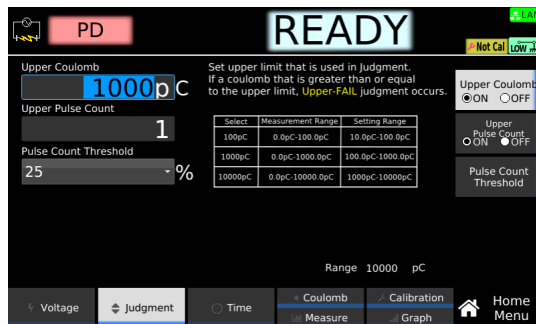 LAN
PD
READY
Not Cal
LOW
Upper Coulomb
1000p C
Upper Pulse Count
1
Pulse Count Threshold
25 %
Set upper limit that is used in Judgment.
If a coulomb that is greater than or equal
to the upper limit, Upper-FAIL judgment occurs.
Select Measurement Range Setting Range
100pC 0.0pC-100.0pC 10.0pC-100.0pC
1000pC 0.0pC-1000.0pC 100.0pC-1000.0pC
10000pC 0.0pC-10000.0pC 1000pC-10000pC
Range 10000 pC
Upper Coulomb
ON OFF
Upper
Pulse Count
ON OFF
Pulse Count
Threshold
Voltage
Judgment
Time
Coulomb
Measure
Calibration
Graph
Home
Menu